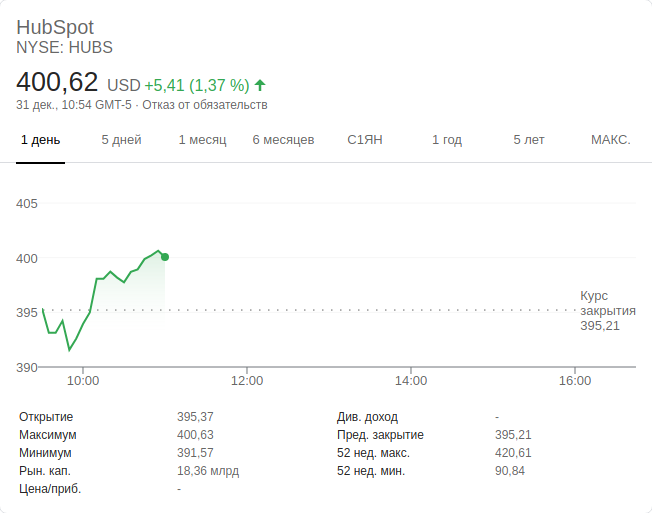 HubSpot
NYSE: HUBS
400,62 USD +5,41 (1,37 %)
31 дек., 10:54 GMT-5 · Отказ от обязательств
1 день 5 дней 1 месяц 6 месяцев С1ЯН 1 год 5 лет МАКС.
405
400
395
390
Курс
закрытия
395,21
10:00 12:00 14:00 16:00
Открытие 395,37 Див. доход -
Максимум 400,63 Пред. закрытие 395,21
Минимум 391,57 52 нед. макс. 420,61
Рын. кап. 18,36 млрд 52 нед. мин. 90,84
Цена/приб. -